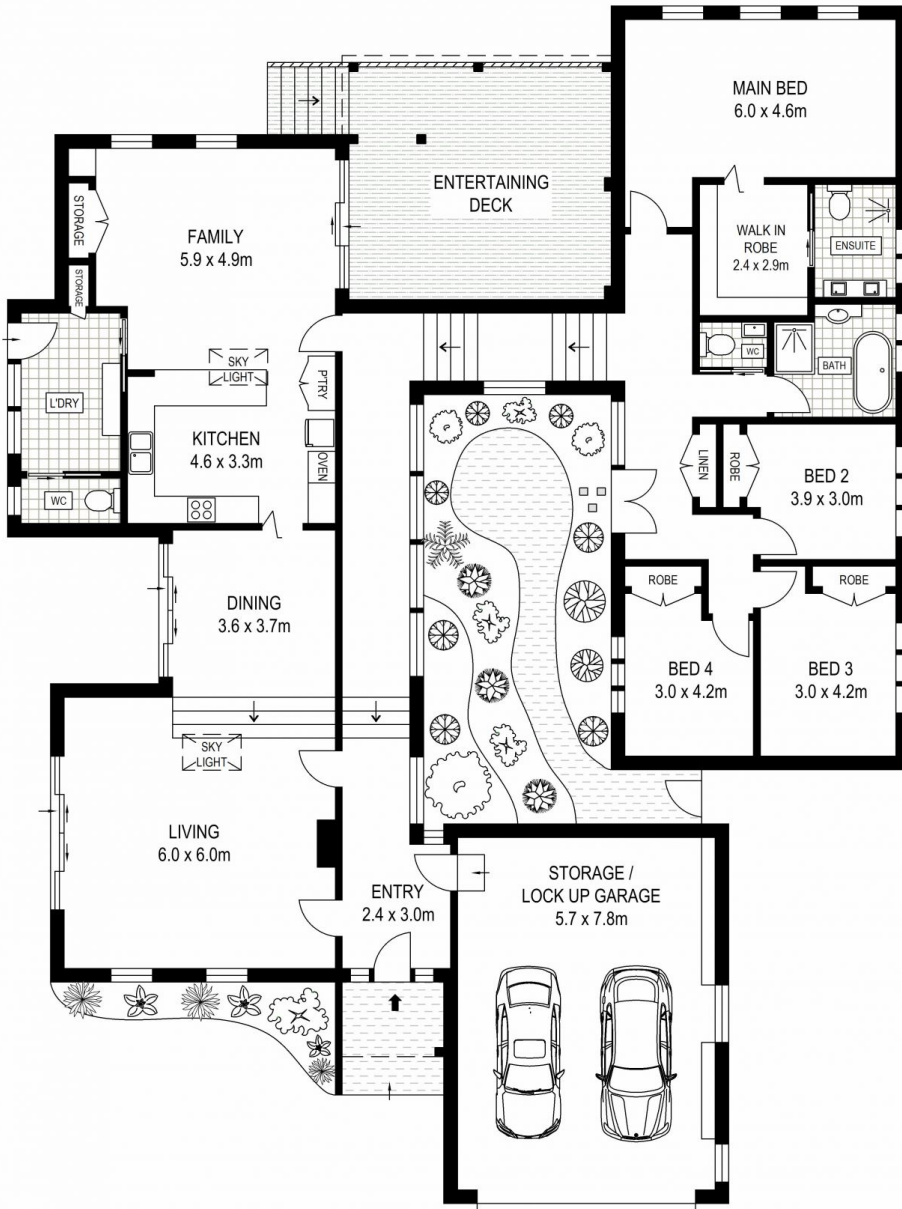 MAIN BED
6.0 x 4.6m
ENTERTAINING
DECK
STORAGE
FAMILY
5.9 x 4.9m
WALK IN
ROBE
2.4 x 2.9m
ENSUITE
STORAGE
SKY
LIGHT
P'TRY
WC
BATH
L'DRY
KITCHEN
4.6 x 3.3m
OVEN
LINEN
ROBE
BED 2
3.9 x 3.0m
WC
DINING
3.6 x 3.7m
ROBE
ROBE
BED 4
3.0 x 4.2m
BED 3
3.0 x 4.2m
SKY
LIGHT
LIVING
6.0 x 6.0m
ENTRY
2.4 x 3.0m
STORAGE /
LOCK UP GARAGE
5.7 x 7.8m